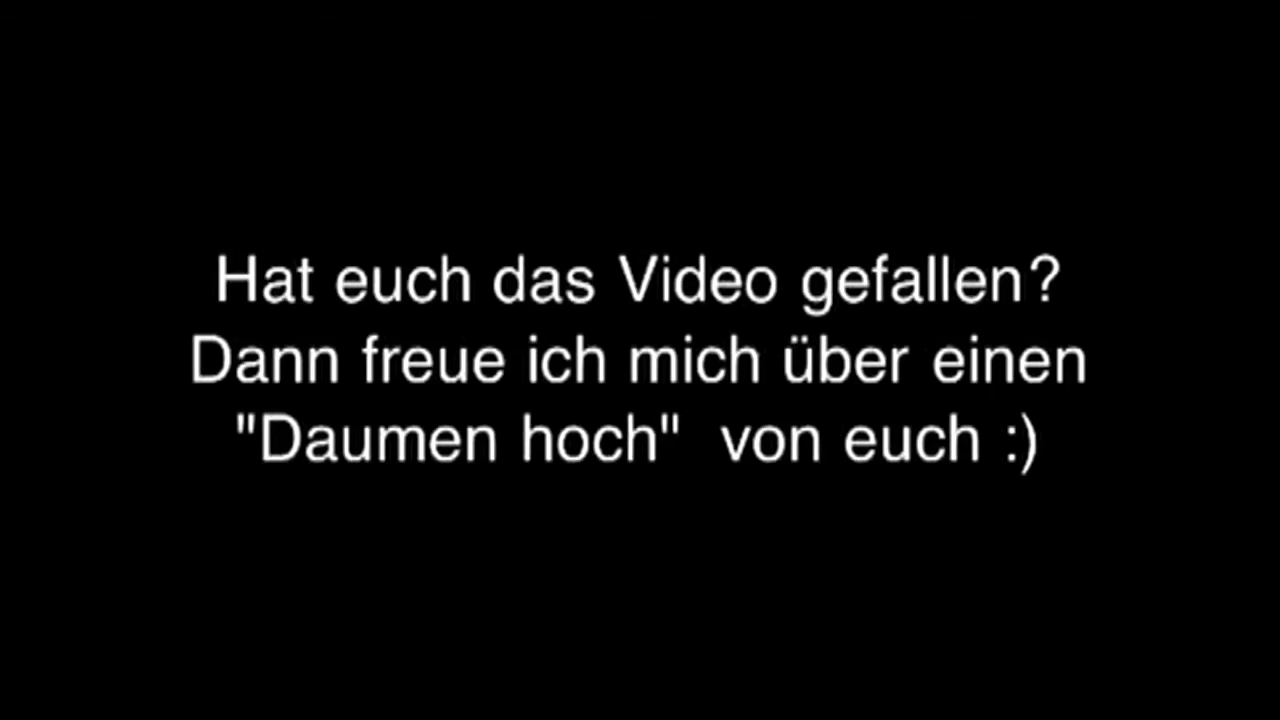 Hat euch das Video gefallen?
Dann freue ich mich über einen
"Daumen hoch"  von euch :)